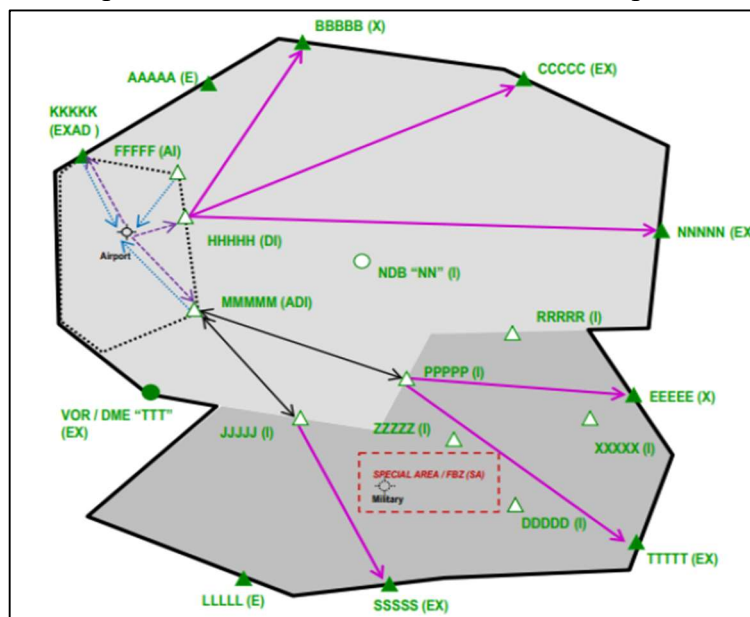 BBBBB (X)
CCCCC (EX)
AAAAA (E)
KKKKK
(EXAD )
FFFFF (AI)
HHHHH (DI)
NNNNN (EX
Airport
NDB “NN” (I)
MMMMM (ADI)
RRRRR (I)
PPPPP (I)
EEEEE (X)
VOR / DME “TTT”
(EX)
JJJJJ (I)
ZZZZZ (I)
XXXXX (I)
SPECIAL AREA / FBZ (SA)
Military
DDDDD (I)
TTTTT (EX)
LLLLL (E)
SSSSS (EX)